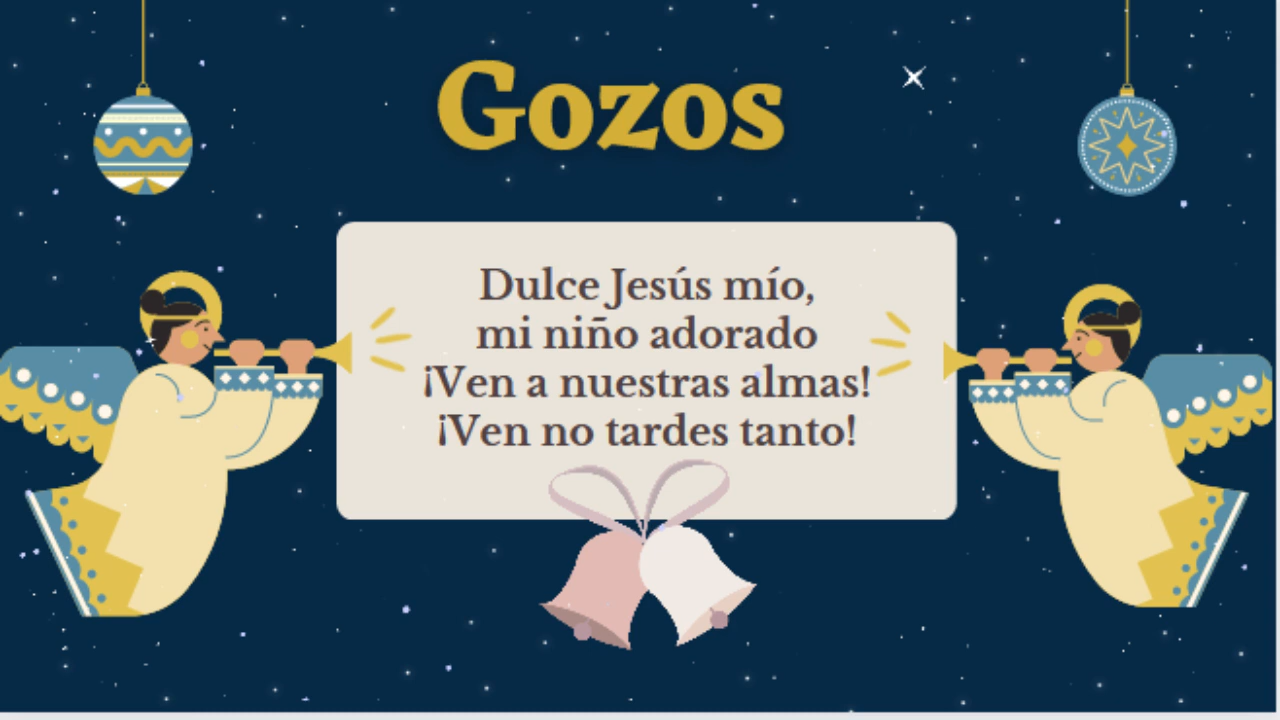 Gozos
Dulce Jesús mío,
mi niño adorado
¡Ven a nuestras almas!
¡Ven no tardes tanto!